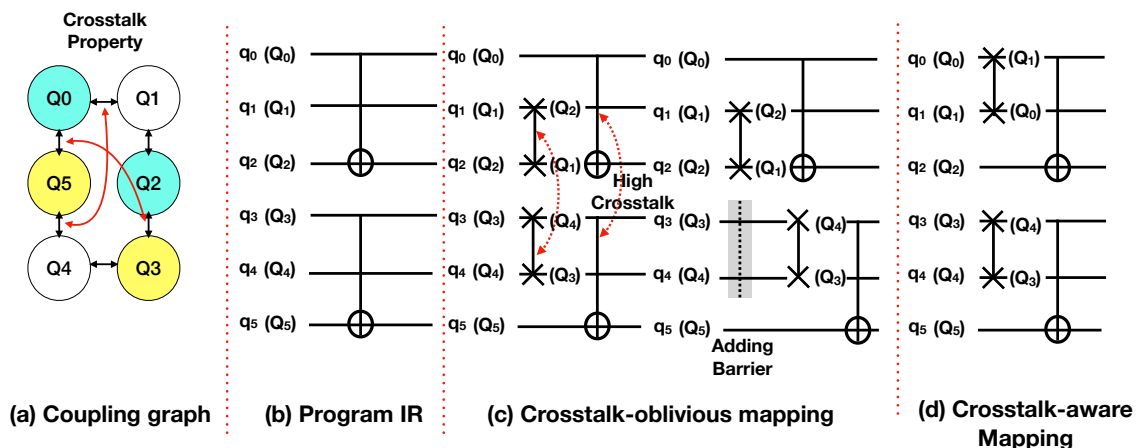 Crosstalk
Property
Q0
Q1
Q5
Q2
Q4
Q3
(a) Coupling graph
q₀ (Q₀)
q₁ (Q₁)
q₂ (Q₂)
q₃ (Q₃)
q₄ (Q₄)
q₅ (Q₅)
(b) Program IR
q₀ (Q₀)
q₁ (Q₁)
(Q₂)
q₂ (Q₂)
(Q₁)
High
Crosstalk
q₃ (Q₃)
(Q₄)
q₄ (Q₄)
(Q₃)
q₅ (Q₅)
q₀ (Q₀)
q₁ (Q₁)
(Q₂)
q₂ (Q₂)
(Q₁)
q₃ (Q₃)
(Q₄)
q₄ (Q₄)
(Q₃)
q₅ (Q₅)
Adding
Barrier
(c) Crosstalk-oblivious mapping
q₀ (Q₀)
(Q₁)
q₁ (Q₁)
(Q₀)
q₂ (Q₂)
q₃ (Q₃)
(Q₄)
q₄ (Q₄)
(Q₃)
q₅ (Q₅)
(d) Crosstalk-aware
Mapping